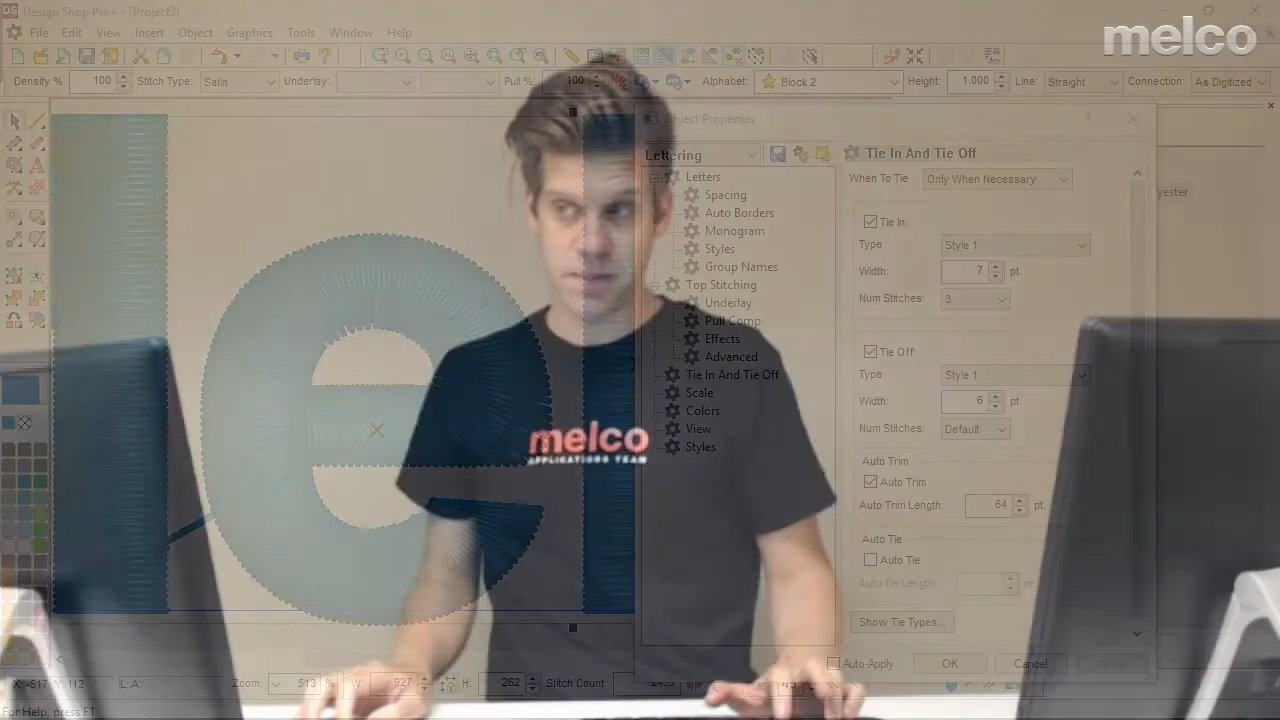 DS Design Shop Pro+ - [Project3]
melco
File Edit View Insert Object Graphics Tools Window Help
Density % 100 Stitch Type: Satin Underlay: Pull % 100 Alphabet: Block 2 Height: 1.000 Line: Straight Connection: As Digitized
Object Properties ?
Lettering
Letters
Spacing
Auto Borders
Monogram
Styles
Group Names
Top Stitching
Underlay
Pull Comp
Effects
Advanced
Tie In And Tie Off
Scale
Colors
View
Styles
Tie In And Tie Off
When To Tie Only When Necessary
Tie In:
Type Style 1
Width: 7 pt.
Num Stitches: 3
Tie Off:
Type Style 1
Width: 6 pt.
Num Stitches: Default
Auto Trim
Auto Trim
Auto Trim Length: 64 pt.
Auto Tie
Auto Tie
Auto Tie Length: pt.
Show Tie Types...
Auto-Apply OK Cancel Apply
yester
le
melco
APPLICATIONS TEAM
X: -517 Y: 112 L: A: Zoom: 513 % W: 927 H: 262 Stitch Count:
For Help, press F1